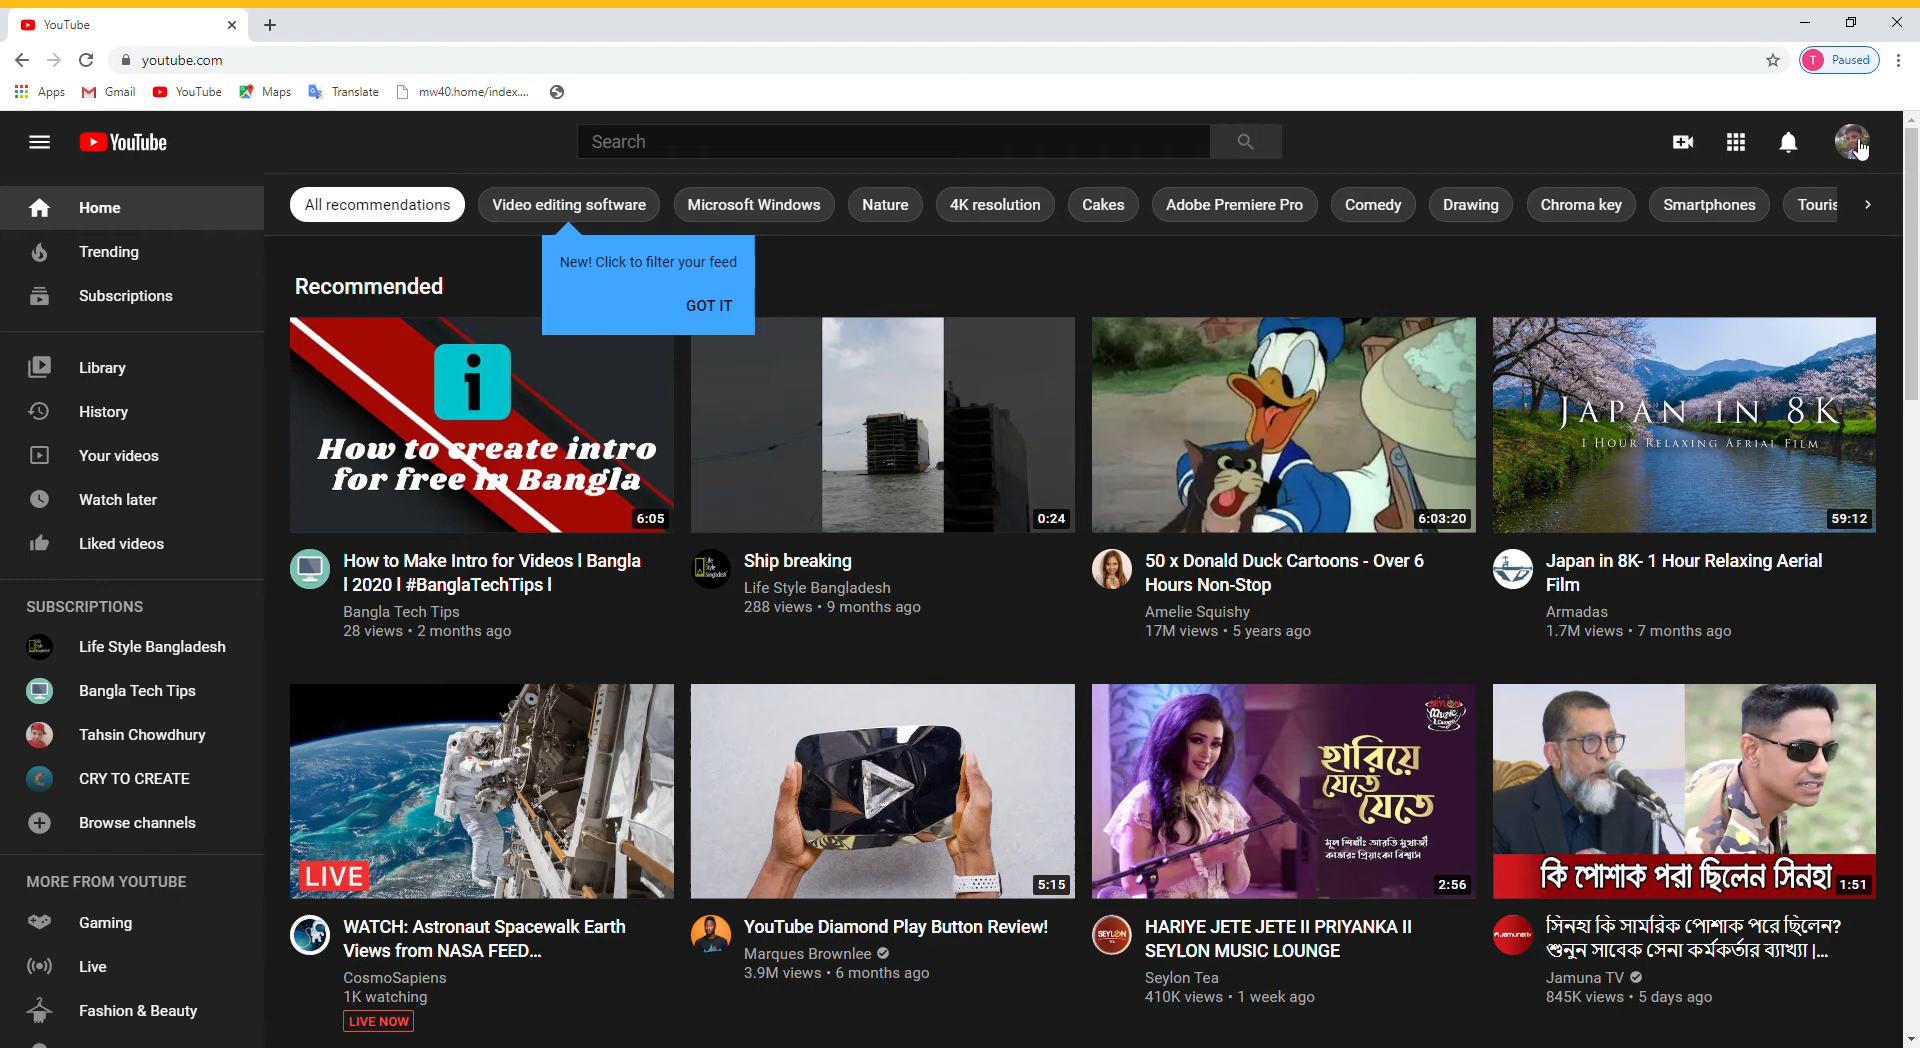 YouTube
youtube.com
Paused
Apps
Gmail
YouTube
Maps
Translate
mw40.home/index....
YouTube
Search
Home
Trending
Subscriptions
Library
History
Your videos
Watch later
Liked videos
SUBSCRIPTIONS
Life Style Bangladesh
Bangla Tech Tips
Tahsin Chowdhury
CRY TO CREATE
Browse channels
MORE FROM YOUTUBE
Gaming
Live
Fashion & Beauty
All recommendations
Video editing software
Microsoft Windows
Nature
4K resolution
Cakes
Adobe Premiere Pro
Comedy
Drawing
Chroma key
Smartphones
Touris
New! Click to filter your feed
GOT IT
Recommended
How to create intro
for free in Bangla
6:05
How to Make Intro for Videos l Bangla
l 2020 l #BanglaTechTips l
Bangla Tech Tips
28 views • 2 months ago
0:24
Ship breaking
Life Style Bangladesh
288 views • 9 months ago
6:03:20
50 x Donald Duck Cartoons - Over 6
Hours Non-Stop
Amelie Squishy
17M views • 5 years ago
JAPAN IN 8K
1 HOUR RELAXING AERIAL FILM
59:12
Japan in 8K- 1 Hour Relaxing Aerial
Film
Armadas
1.7M views • 7 months ago
LIVE
WATCH: Astronaut Spacewalk Earth
Views from NASA FEED...
CosmoSapiens
1K watching
LIVE NOW
5:15
YouTube Diamond Play Button Review!
Marques Brownlee
3.9M views • 6 months ago
SEYLON
Music
Lounge
হারিয়ে
যেতে
যেতে
মূল শিল্পী: আরতি মুখার্জী
কাভার: প্রিয়াংকা বিশ্বাস
2:56
HARIYE JETE JETE II PRIYANKA II
SEYLON MUSIC LOUNGE
Seylon Tea
410K views • 1 week ago
কি পোশাক পরা ছিলেন সিনহা
1:51
সিনহা কি সামরিক পোশাক পরে ছিলেন?
শুনুন সাবেক সেনা কর্মকর্তার ব্যাখ্যা |...
Jamuna TV
845K views • 5 days ago